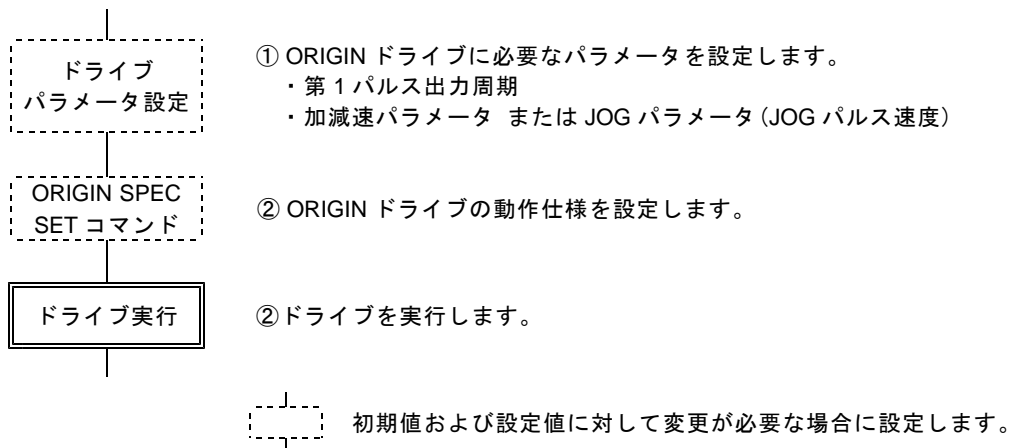 ドライブ
パラメータ設定
① ORIGIN ドライブに必要なパラメータを設定します。
・第 1 パルス出力周期
・加減速パラメータ または JOG パラメータ(JOG パルス速度)
ORIGIN SPEC
SET コマンド
② ORIGIN ドライブの動作仕様を設定します。
ドライブ実行
②ドライブを実行します。
初期値および設定値に対して変更が必要な場合に設定します。